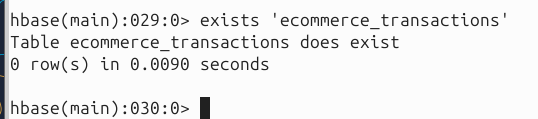 hbase(main):029:0> exists 'ecommerce_transactions'
Table ecommerce_transactions does exist
0 row(s) in 0.0090 seconds
hbase(main):030:0>